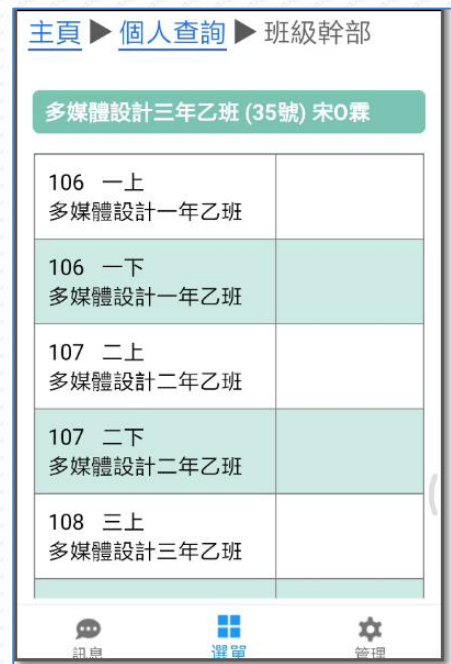 主頁 ▶ 個人查詢 ▶ 班級幹部
多媒體設計三年乙班 (35號) 宋O霖
106 一上
多媒體設計一年乙班
106 一下
多媒體設計一年乙班
107 二上
多媒體設計二年乙班
107 二下
多媒體設計二年乙班
108 三上
多媒體設計三年乙班
訊息
選單
管理